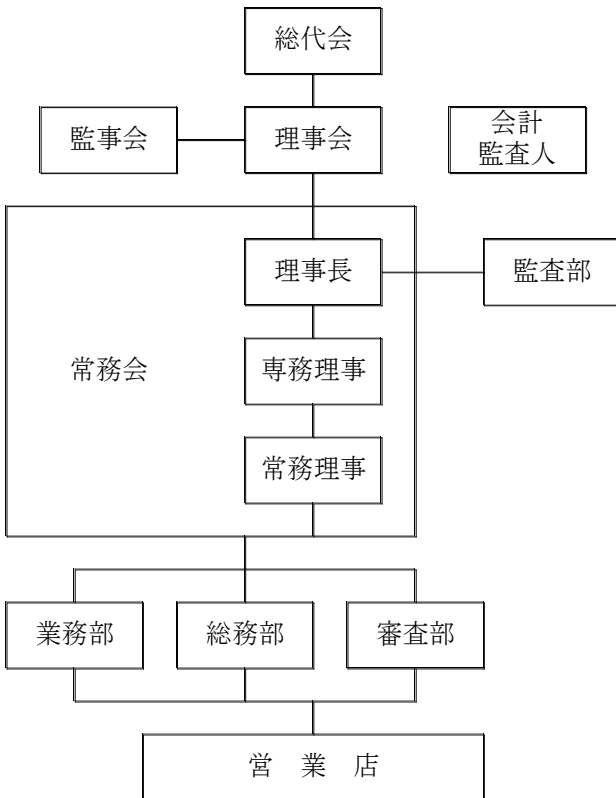 総代会
監事会
理事会
会計
監査人
理事長
監査部
常務会
専務理事
常務理事
業務部
総務部
審査部
営 業 店